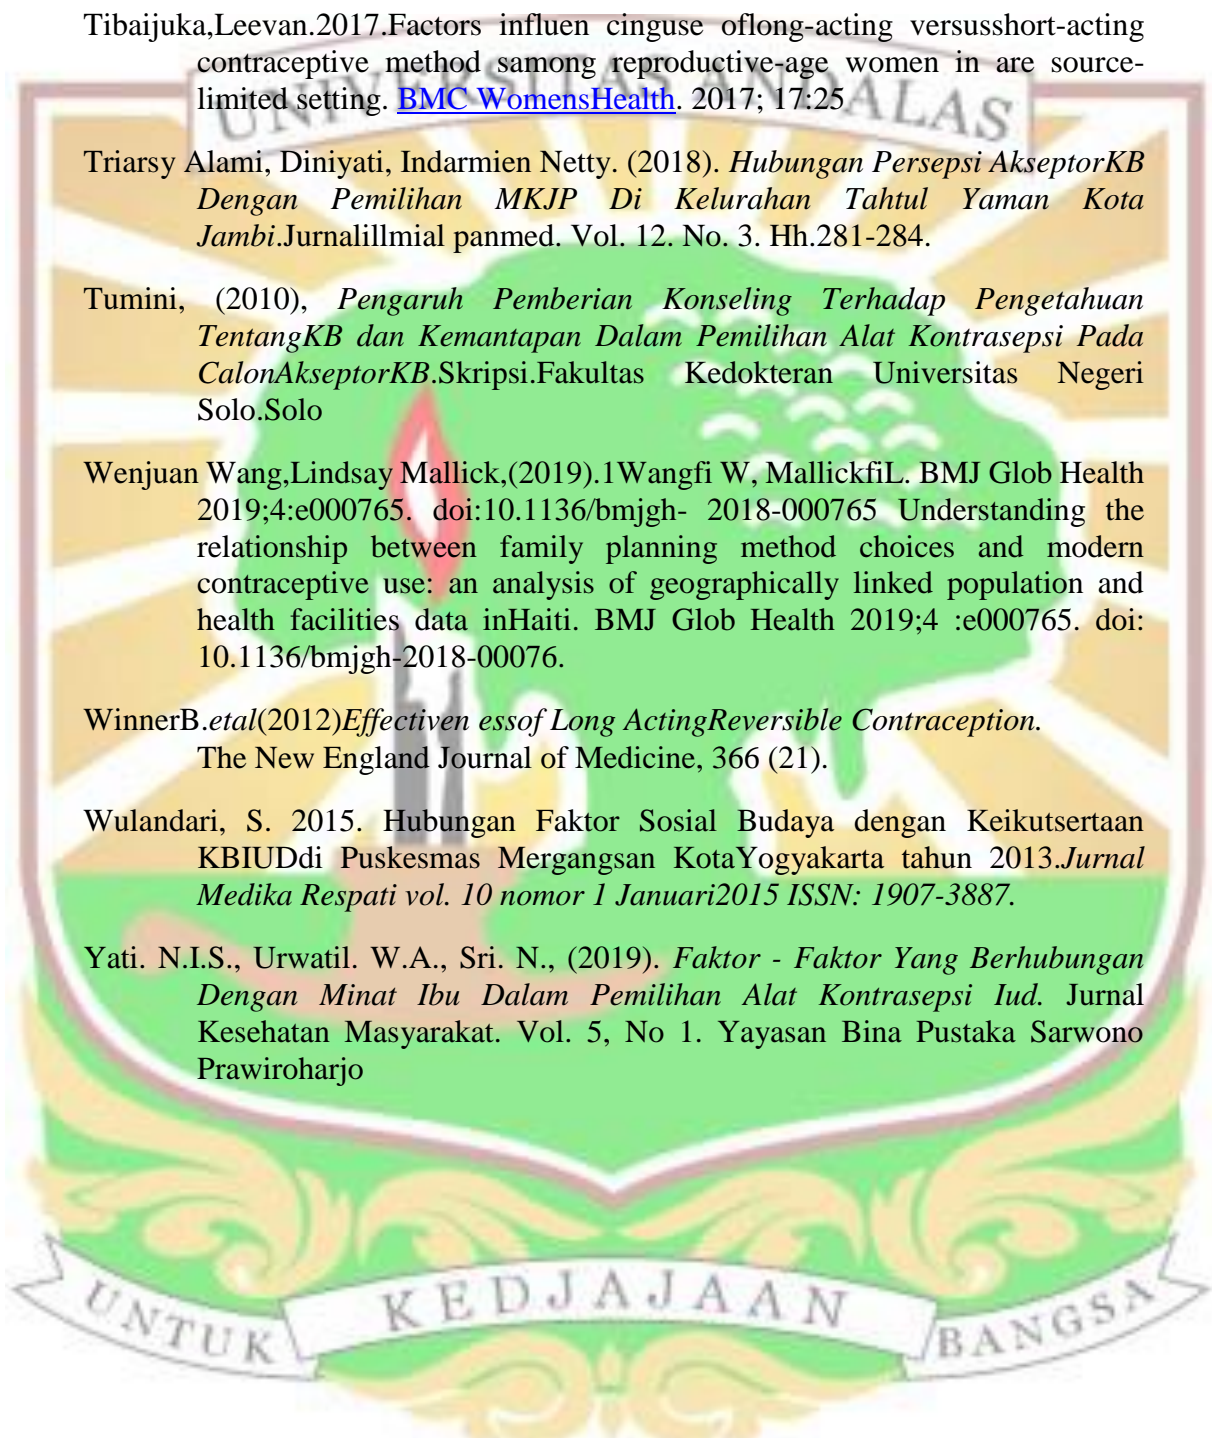 Tibaijuka,Leevan.2017.Factors influen cinguse oflong-acting versusshort-acting
contraceptive method samong reproductive-age women in are source-
limited setting. BMC WomensHealth. 2017; 17:25
UNIVERSITAS ANDALAS
Triarsy Alami, Diniyati, Indarmien Netty. (2018). Hubungan Persepsi AkseptorKB
Dengan Pemilihan MKJP Di Kelurahan Tahtul Yaman Kota
Jambi.Jurnalillmial panmed. Vol. 12. No. 3. Hh.281-284.
Tumini, (2010), Pengaruh Pemberian Konseling Terhadap Pengetahuan
TentangKB dan Kemantapan Dalam Pemilihan Alat Kontrasepsi Pada
CalonAkseptorKB.Skripsi.Fakultas Kedokteran Universitas Negeri
Solo.Solo
Wenjuan Wang,Lindsay Mallick,(2019).1Wangfi W, MallickfiL. BMJ Glob Health
2019;4:e000765. doi:10.1136/bmjgh- 2018-000765 Understanding the
relationship between family planning method choices and modern
contraceptive use: an analysis of geographically linked population and
health facilities data inHaiti. BMJ Glob Health 2019;4 :e000765. doi:
10.1136/bmjgh-2018-00076.
WinnerB.etal(2012)Effectiven essof Long ActingReversible Contraception.
The New England Journal of Medicine, 366 (21).
Wulandari, S. 2015. Hubungan Faktor Sosial Budaya dengan Keikutsertaan
KBIUDdi Puskesmas Mergangsan KotaYogyakarta tahun 2013.Jurnal
Medika Respati vol. 10 nomor 1 Januari2015 ISSN: 1907-3887.
Yati. N.I.S., Urwatil. W.A., Sri. N., (2019). Faktor - Faktor Yang Berhubungan
Dengan Minat Ibu Dalam Pemilihan Alat Kontrasepsi Iud. Jurnal
Kesehatan Masyarakat. Vol. 5, No 1. Yayasan Bina Pustaka Sarwono
Prawiroharjo
UNTUK KEDJAJAAN BANGSA